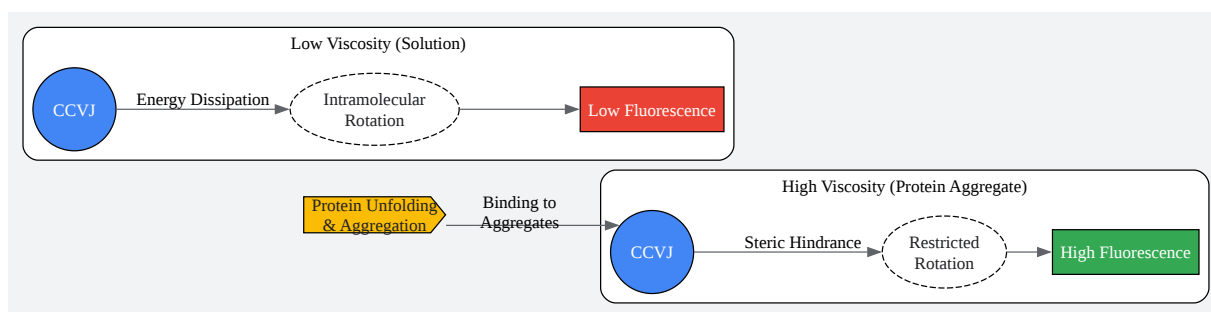 Low Viscosity (Solution)
CCVJ
Energy Dissipation
Intramolecular
Rotation
Low Fluorescence
High Viscosity (Protein Aggregate)
Protein Unfolding
& Aggregation
Binding to
Aggregates
CCVJ
Steric Hindrance
Restricted
Rotation
High Fluorescence